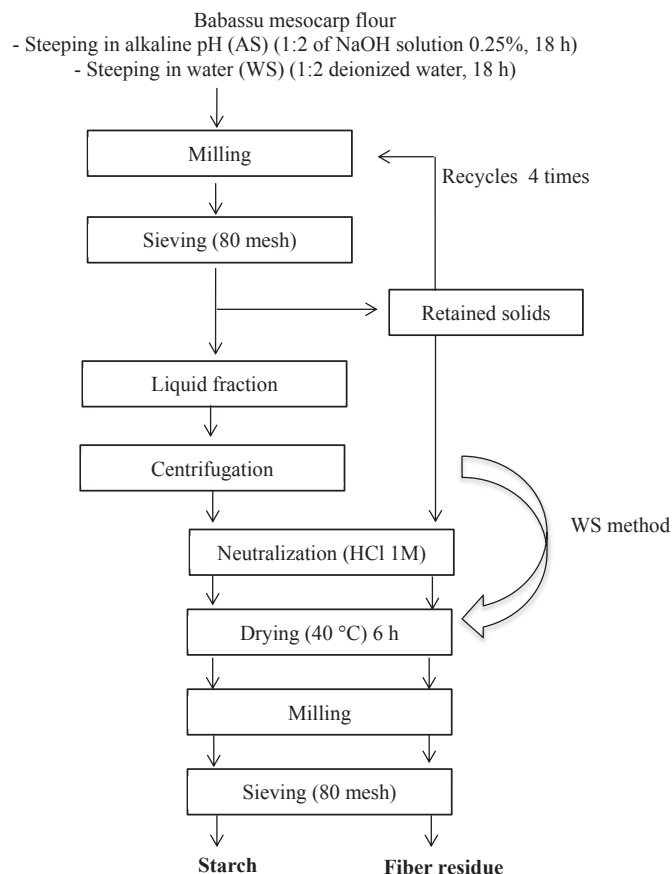 Babassu mesocarp flour
- Steeping in alkaline pH (AS) (1:2 of NaOH solution 0.25%, 18 h)
- Steeping in water (WS) (1:2 deionized water, 18 h)
Milling
Recycles 4 times
Sieving (80 mesh)
Retained solids
Liquid fraction
Centrifugation
WS method
Neutralization (HCl 1M)
Drying (40 °C) 6 h
Milling
Sieving (80 mesh)
Starch
Fiber residue